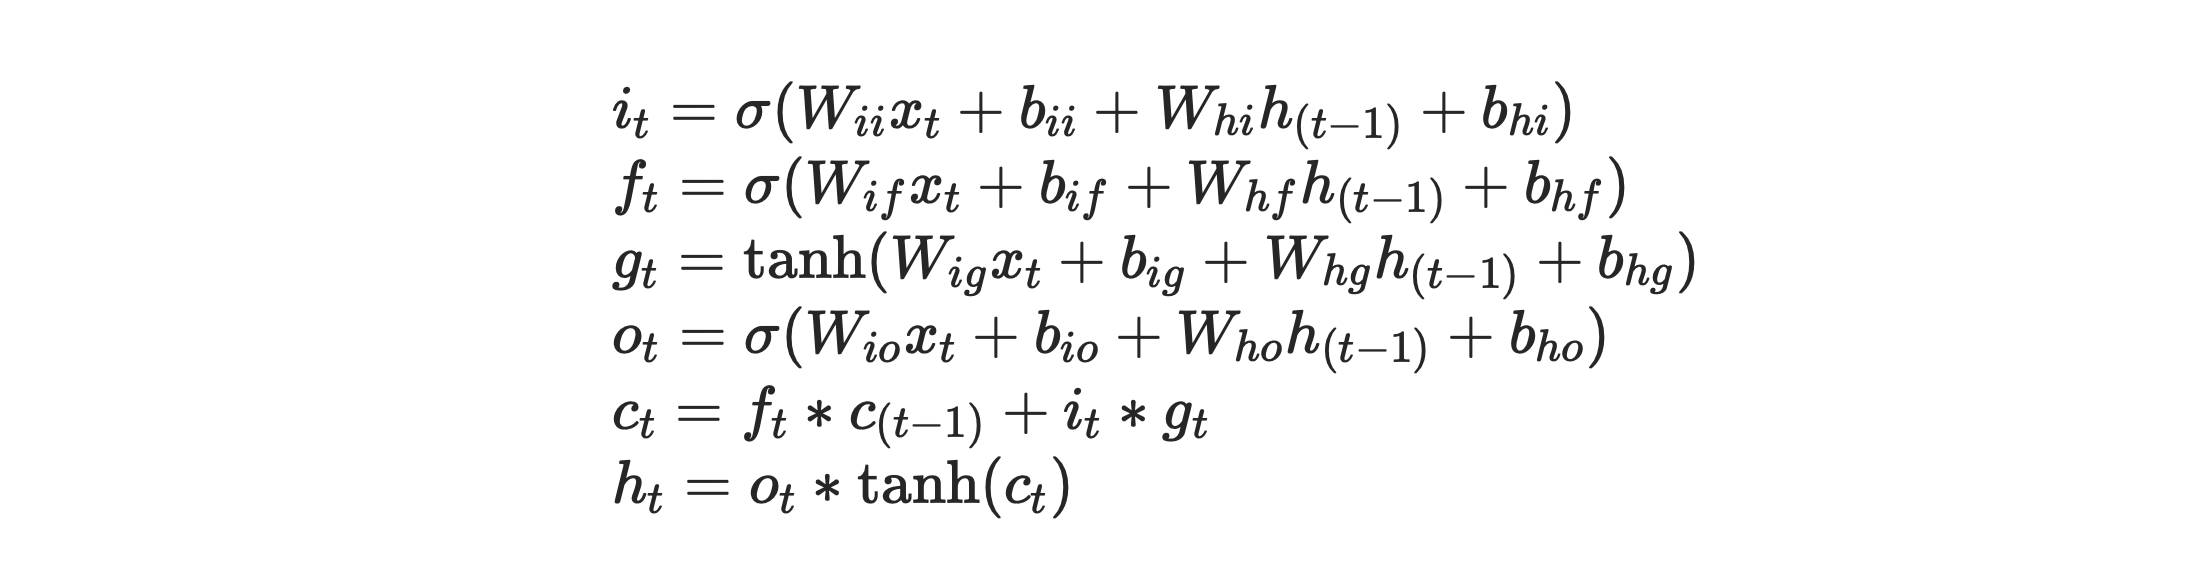 i_t = σ(W_{ii}x_t + b_{ii} + W_{hi}h_{(t−1)} + b_{hi})
f_t = σ(W_{if}x_t + b_{if} + W_{hf}h_{(t−1)} + b_{hf})
g_t = tanh(W_{ig}x_t + b_{ig} + W_{hg}h_{(t−1)} + b_{hg})
o_t = σ(W_{io}x_t + b_{io} + W_{ho}h_{(t−1)} + b_{ho})
c_t = f_t ∗ c_{(t−1)} + i_t ∗ g_t
h_t = o_t ∗ tanh(c_t)